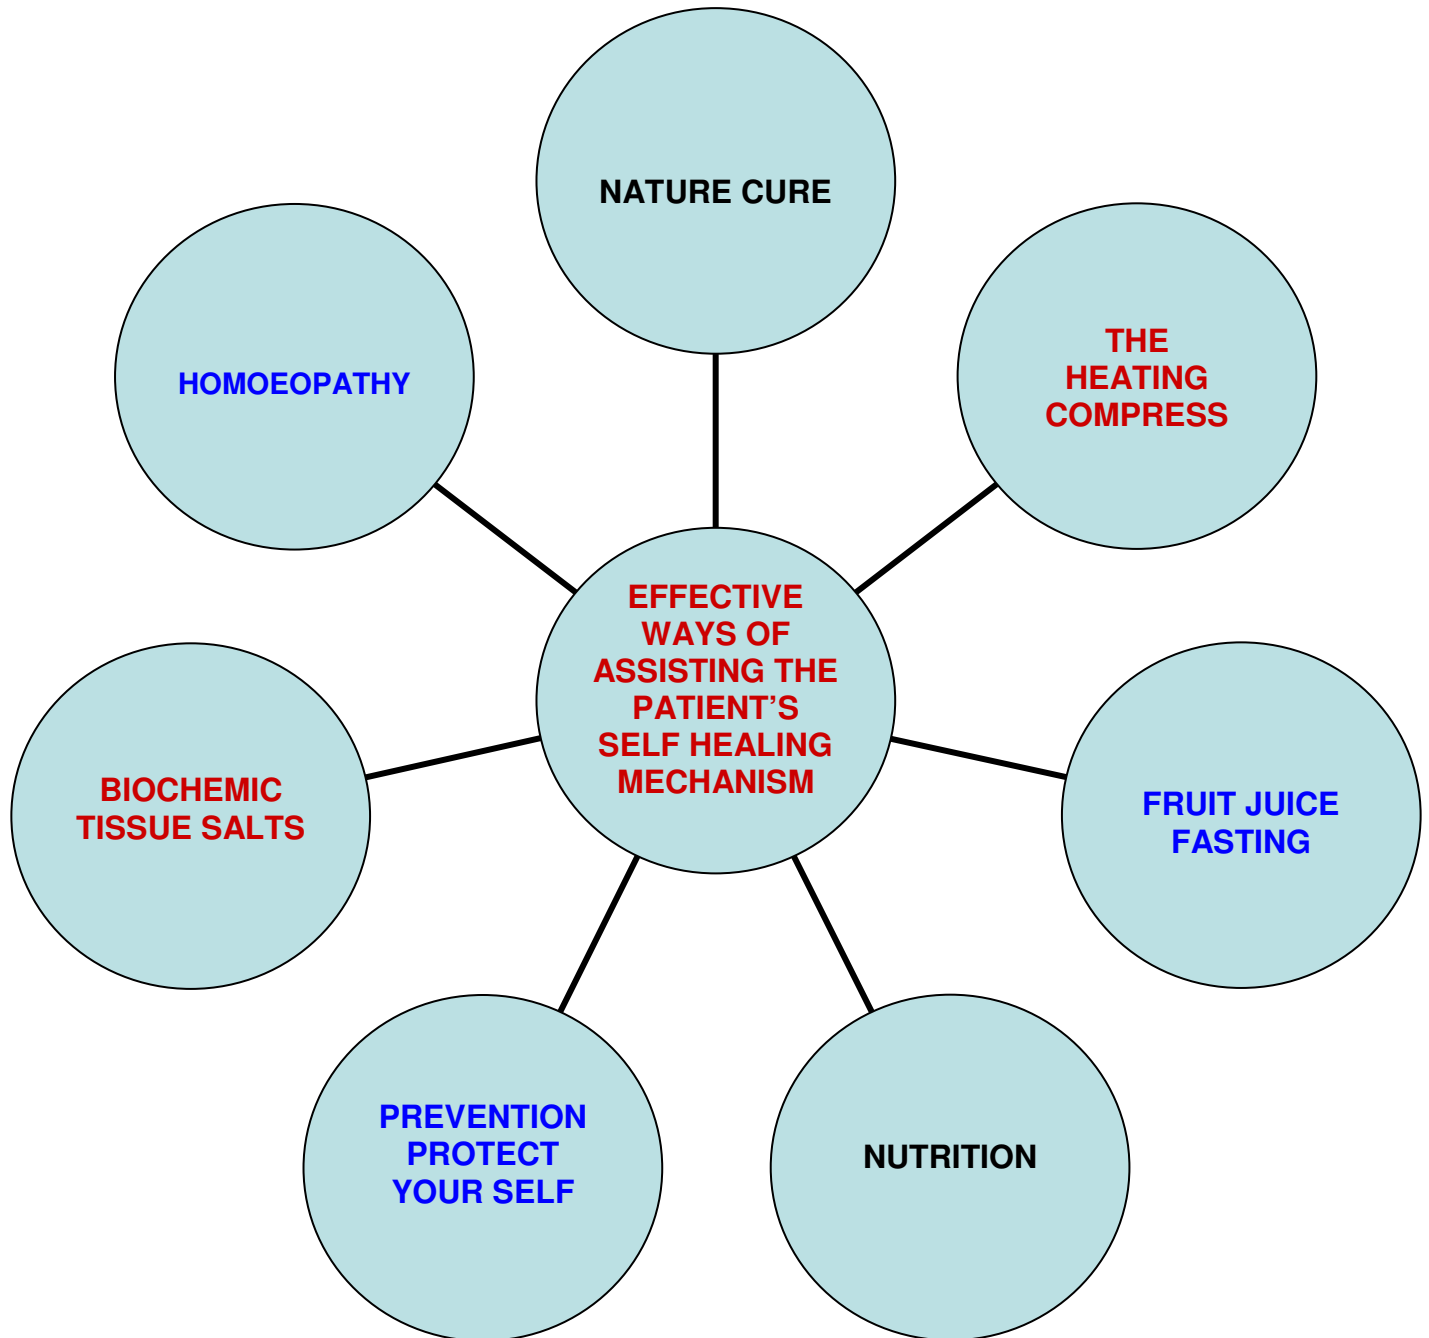 NATURE CURE
THE
HEATING
COMPRESS
HOMOEOPATHY
EFFECTIVE
WAYS OF
ASSISTING THE
PATIENT’S
SELF HEALING
MECHANISM
BIOCHEMIC
TISSUE SALTS
FRUIT JUICE
FASTING
PREVENTION
PROTECT
YOUR SELF
NUTRITION